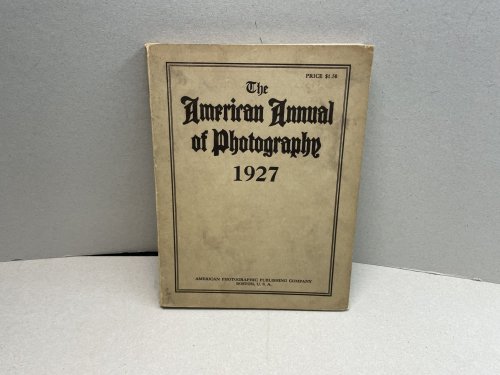 PRICE $1.50
The
American Annual
of Photography
1927
AMERICAN PHOTOGRAPHIC PUBLISHING COMPANY
BOSTON, U. S. A.